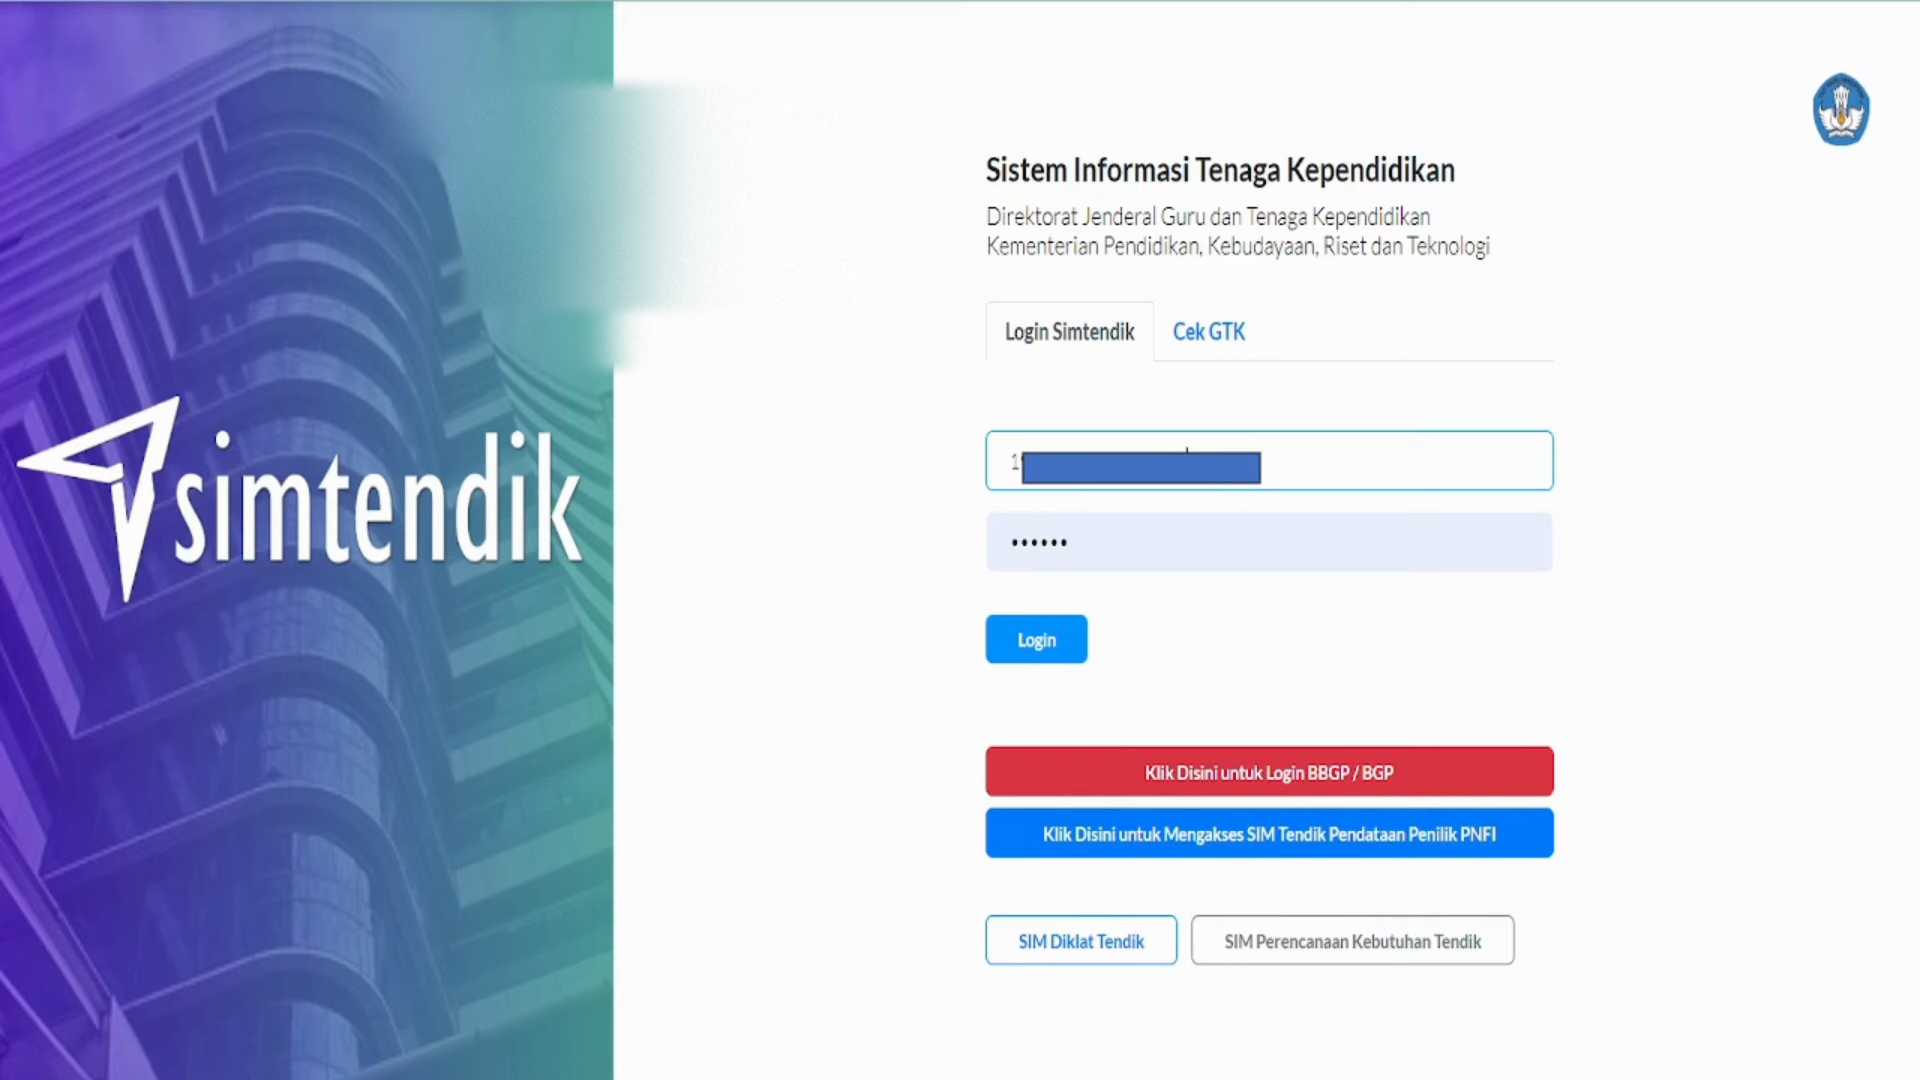 simtendik
Sistem Informasi Tenaga Kependidikan
Direktorat Jenderal Guru dan Tenaga Kependidikan
Kementerian Pendidikan, Kebudayaan, Riset dan Teknologi
Login Simtendik
Cek GTK
1
••••••
Login
Klik Disini untuk Login BBGP / BGP
Klik Disini untuk Mengakses SIM Tendik Pendataan Penilik PNFI
SIM Diklat Tendik
SIM Perencanaan Kebutuhan Tendik